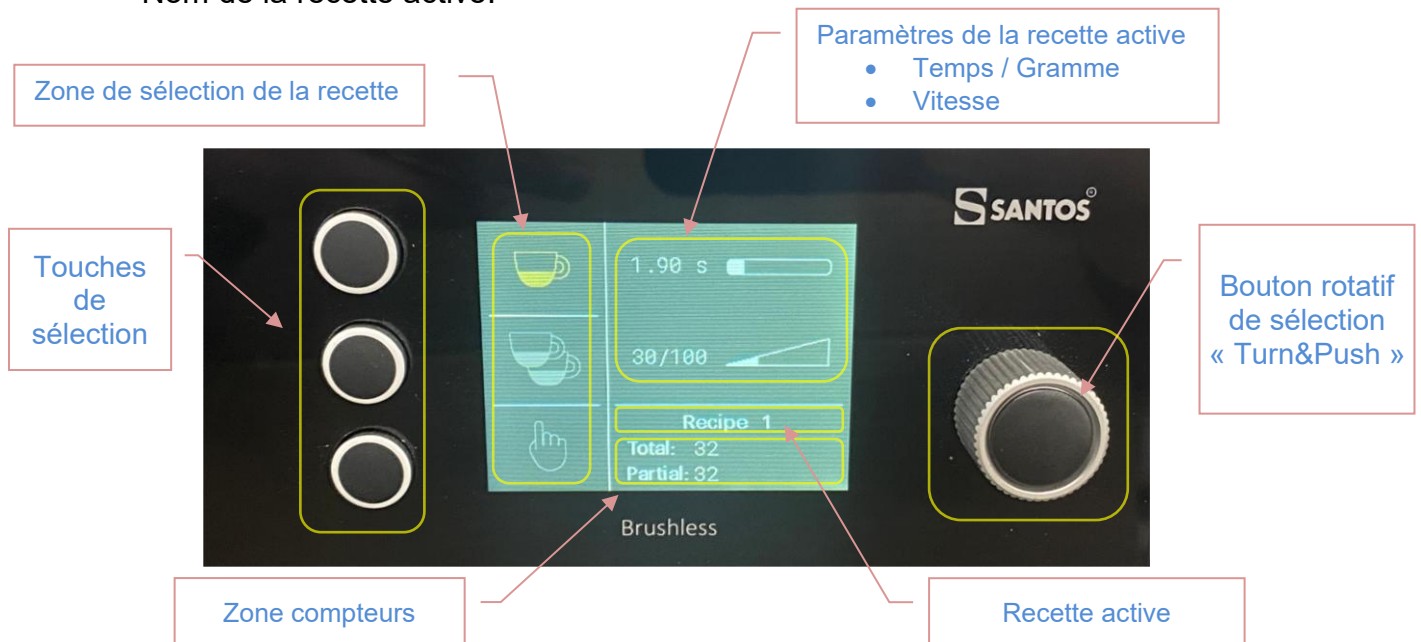 Nom de la recette active.
Paramètres de la recette active
• Temps / Gramme
• Vitesse
Zone de sélection de la recette
SANTOS
Touches
de
sélection
1.90 s
30/100
Recipe 1
Total: 32
Partial: 32
Bouton rotatif
de sélection
« Turn&Push »
Brushless
Zone compteurs
Recette active